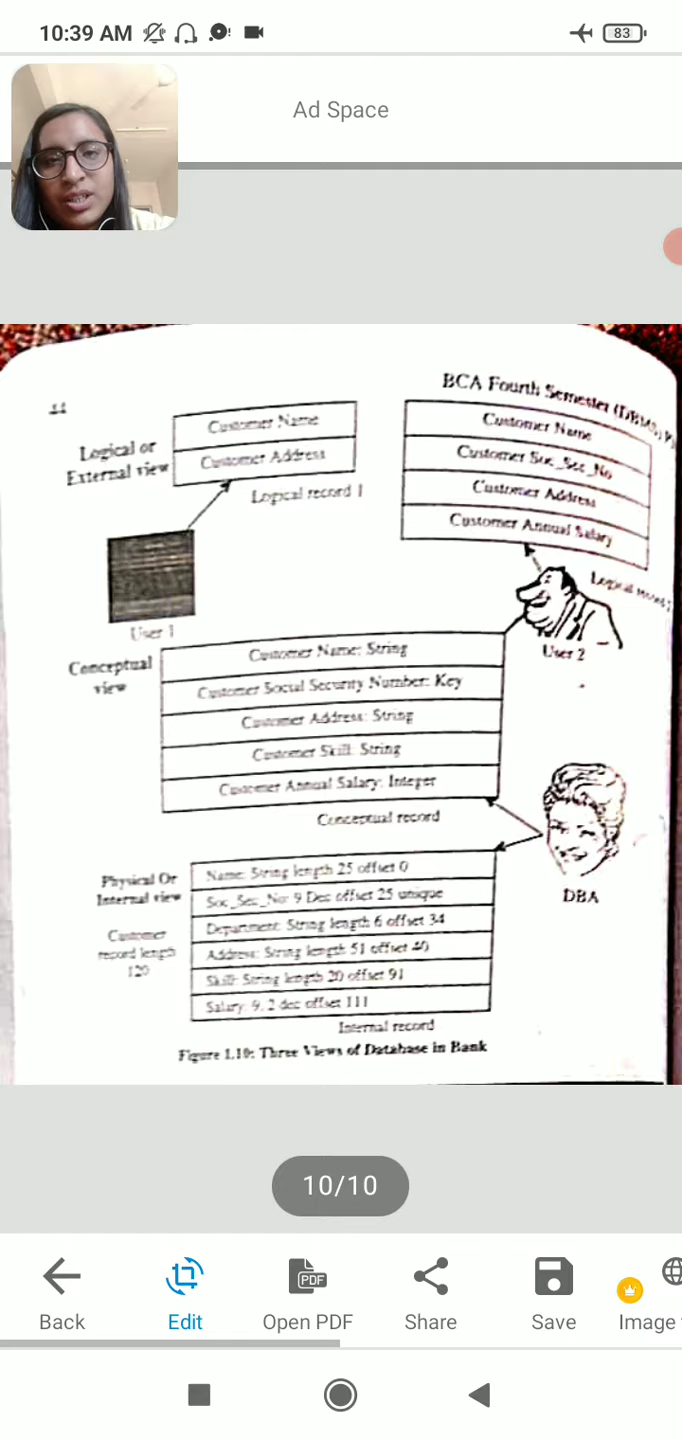 10:39 AM
83
Ad Space
44
BCA Fourth Semester (DBMS)
Logical or
External view
Customer Name
Customer Address
Logical record 1
User 1
Customer Name
Customer Soc_Sec_No
Customer Address
Customer Annual Salary
Logical
User 2
Conceptual
view
Customer Name: String
Customer Social Security Number: Key
Customer Address: String
Customer Skill: String
Customer Annual Salary: Integer
Conceptual record
DBA
Physical Or
Internal view
Customer
record length
120
Name: String length 25 offset 0
Soc_Sec_No: 9 Dec offset 25 unique
Department: String length 6 offset 34
Address: String length 51 offset 40
Skill: String length 20 offset 91
Salary: 9, 2 dec offset 111
Internal record
Figure 1.10: Three Views of Database in Bank
10/10
Back
Edit
PDF
Open PDF
Share
Save
Image